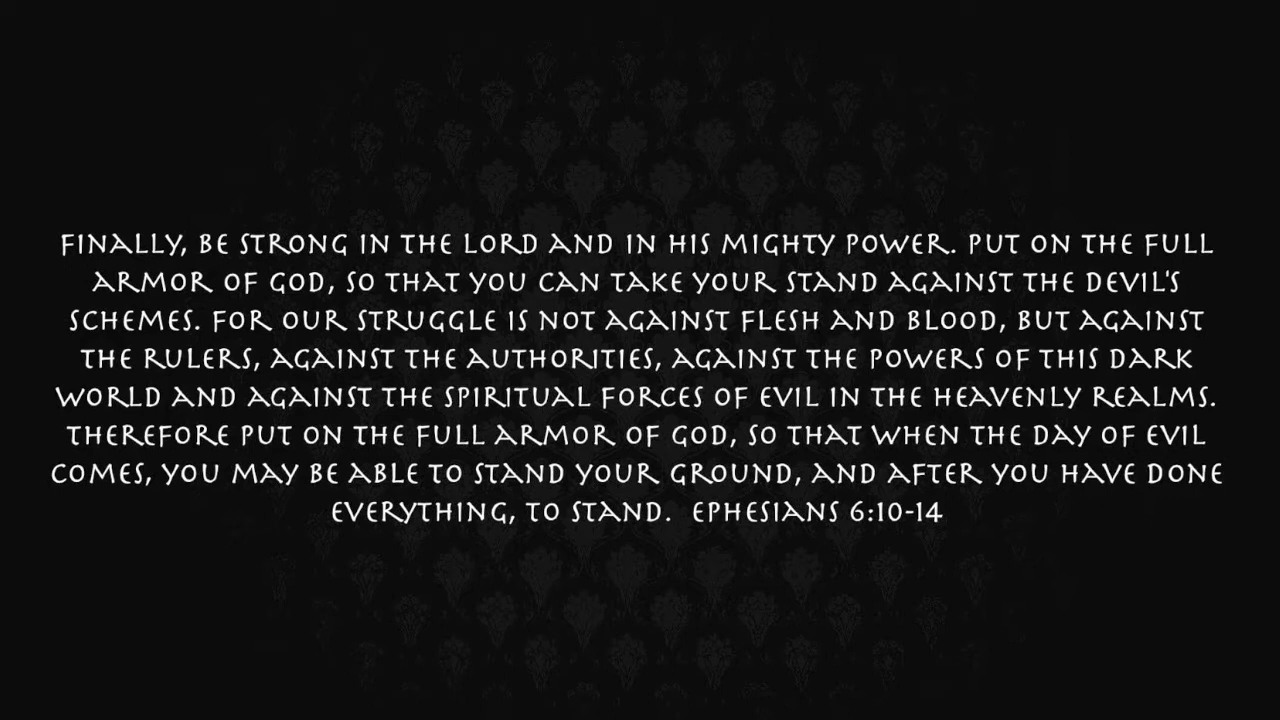 FINALLY, BE STRONG IN THE LORD AND IN HIS MIGHTY POWER. PUT ON THE FULL
ARMOR OF GOD, SO THAT YOU CAN TAKE YOUR STAND AGAINST THE DEVIL'S
SCHEMES. FOR OUR STRUGGLE IS NOT AGAINST FLESH AND BLOOD, BUT AGAINST
THE RULERS, AGAINST THE AUTHORITIES, AGAINST THE POWERS OF THIS DARK
WORLD AND AGAINST THE SPIRITUAL FORCES OF EVIL IN THE HEAVENLY REALMS.
THEREFORE PUT ON THE FULL ARMOR OF GOD, SO THAT WHEN THE DAY OF EVIL
COMES, YOU MAY BE ABLE TO STAND YOUR GROUND, AND AFTER YOU HAVE DONE
EVERYTHING, TO STAND.  EPHESIANS 6:10-14